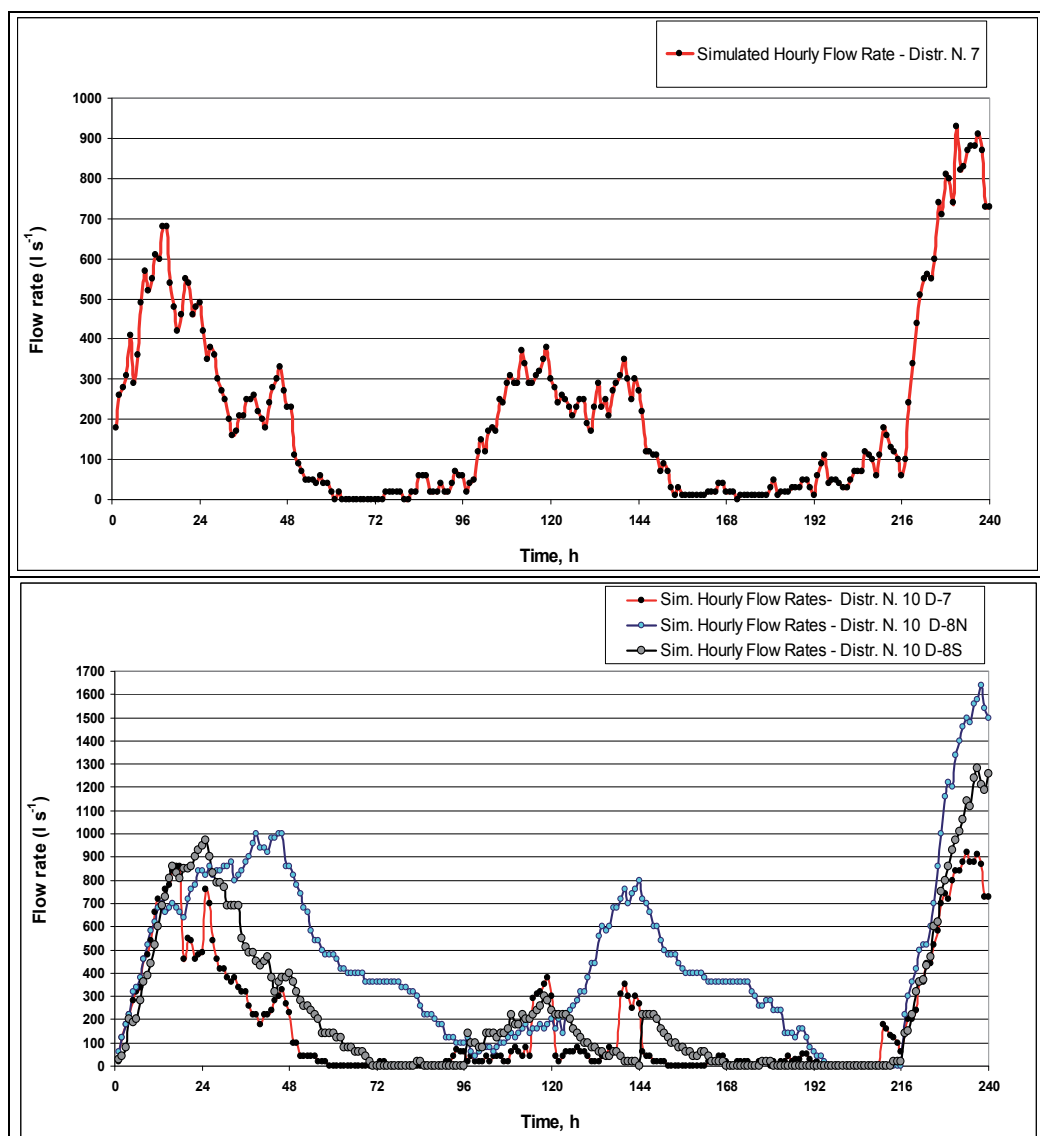 Simulated Hourly Flow Rate - Distr. N. 7
1000
900
800
700
600
500
400
300
200
100
0
Flow rate (l s⁻¹)
0 24 48 72 96 120 144 168 192 216 240
Time, h
Sim. Hourly Flow Rates- Distr. N. 10 D-7
Sim. Hourly Flow Rates - Distr. N. 10 D-8N
Sim. Hourly Flow Rates - Distr. N. 10 D-8S
1700
1600
1500
1400
1300
1200
1100
1000
900
800
700
600
500
400
300
200
100
0
Flow rate (l s⁻¹)
0 24 48 72 96 120 144 168 192 216 240
Time, h